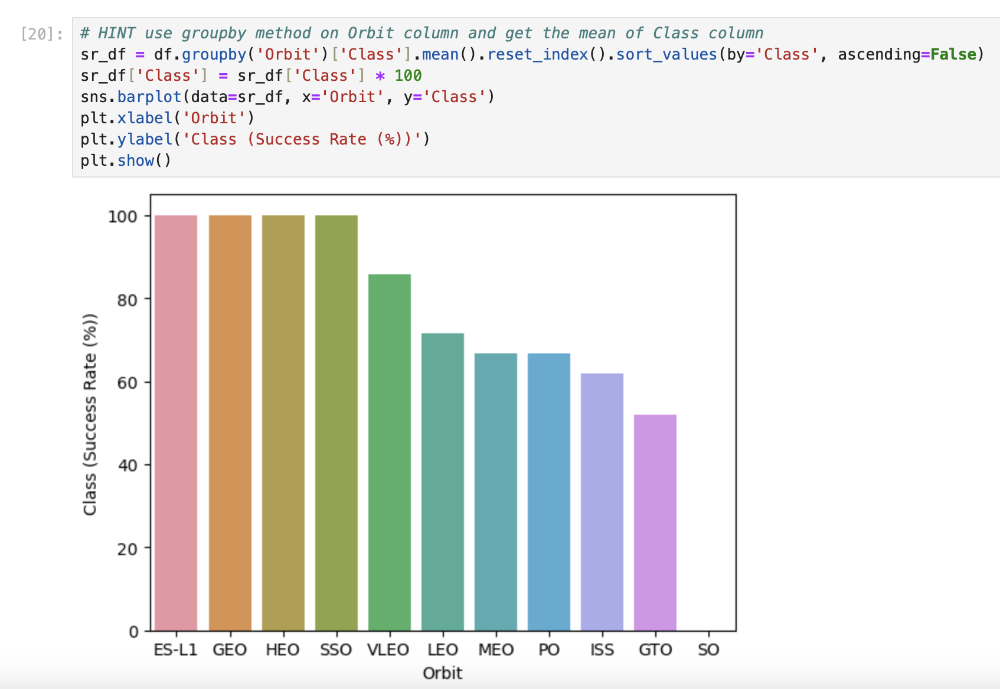 [20]:
# HINT use groupby method on Orbit column and get the mean of Class column
sr_df = df.groupby('Orbit')['Class'].mean().reset_index().sort_values(by='Class', ascending=False)
sr_df['Class'] = sr_df['Class'] * 100
sns.barplot(data=sr_df, x='Orbit', y='Class')
plt.xlabel('Orbit')
plt.ylabel('Class (Success Rate (%))')
plt.show()
Class (Success Rate (%))
100
80
60
40
20
0
ES-L1 GEO HEO SSO VLEO LEO MEO PO ISS GTO SO
Orbit